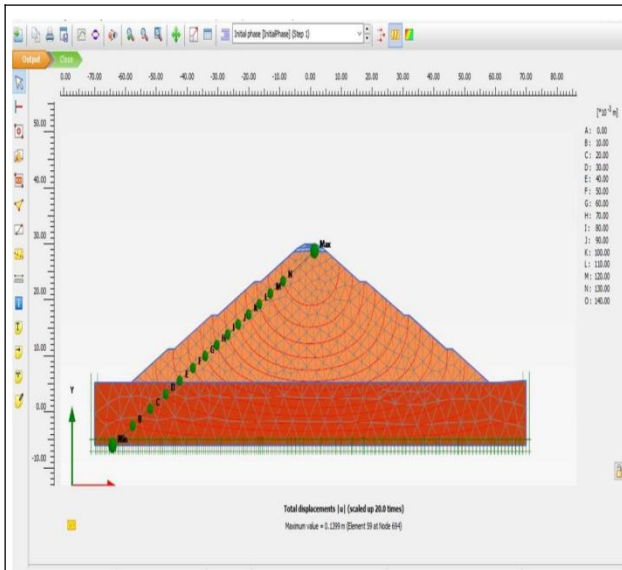 Initial phase [InitialPhase] (Step 1)
Output Close
0.00 -70.00 -60.00 -50.00 -40.00 -30.00 -20.00 -10.00 0.00 10.00 20.00 30.00 40.00 50.00 60.00 70.00 80.00
50.00
40.00
30.00
20.00
10.00
0.00
-10.00
[*10⁻³ m]
A: 0.00
B: 10.00
C: 20.00
D: 30.00
E: 40.00
F: 50.00
G: 60.00
H: 70.00
I: 80.00
J: 90.00
K: 100.00
L: 110.00
M: 120.00
N: 130.00
O: 140.00
Max
N
M
L
K
J
I
H
G
F
E
D
C
B
Min
Y
Total displacements |u| (scaled up 20.0 times)
Maximum value = 0.1399 m (Element 59 at Node 694)